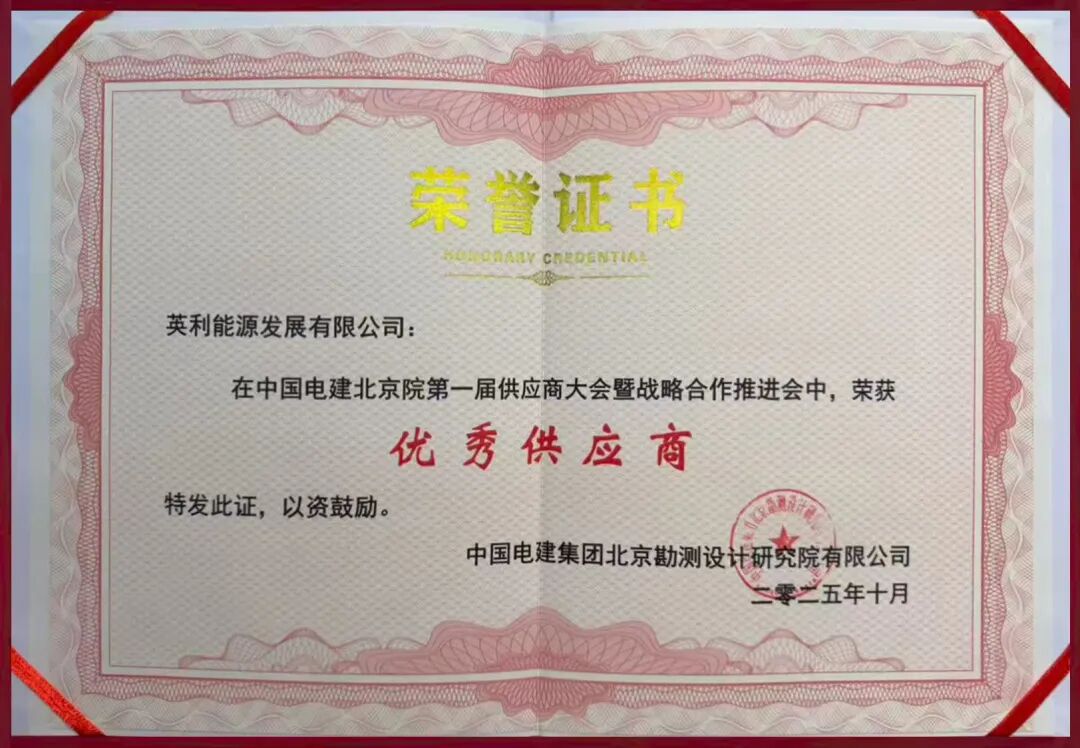 荣誉证书
HONORARY CREDENTIAL
英利能源发展有限公司：
在中国电建北京院第一届供应商大会暨战略合作推进会中，荣获
优秀供应商
特发此证，以资鼓励。
中国电建集团北京勘测设计研究院有限公司
二零二五年十月